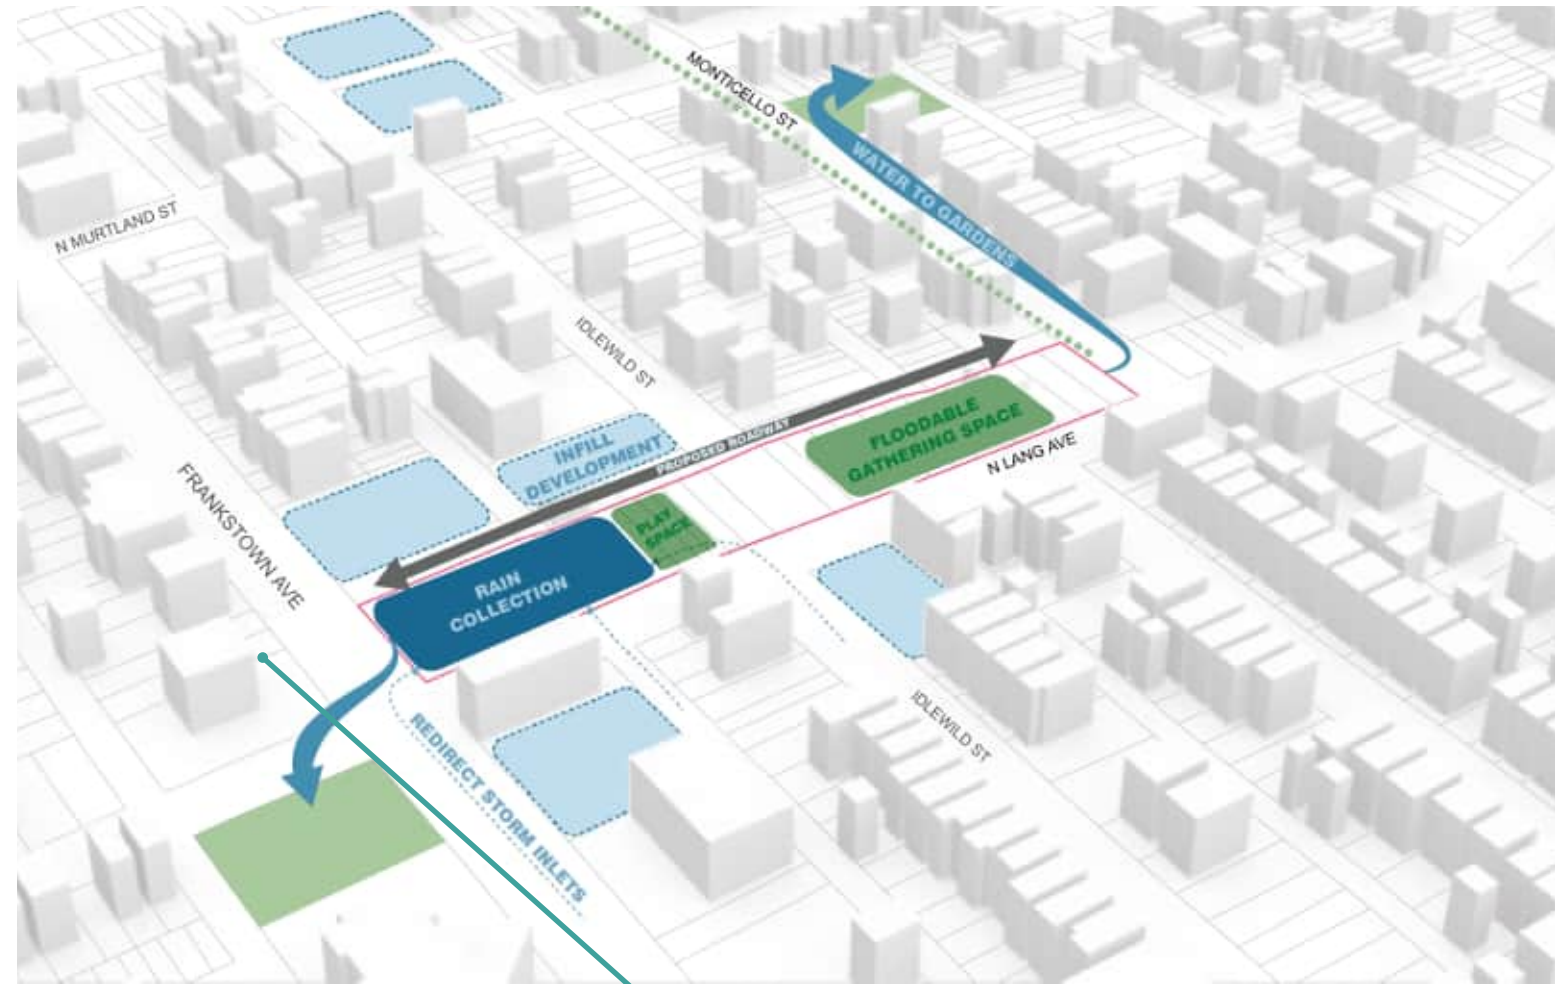 MONTICELLO ST
WATER TO GARDENS
N MURTLAND ST
IDLEWILD ST
INFILL
DEVELOPMENT
PROPOSED ROADWAY
FLOODABLE
GATHERING SPACE
N LANG AVE
FRANKSTOWN AVE
PLAY
SPACE
RAIN
COLLECTION
REDIRECT STORM INLETS
IDLEWILD ST